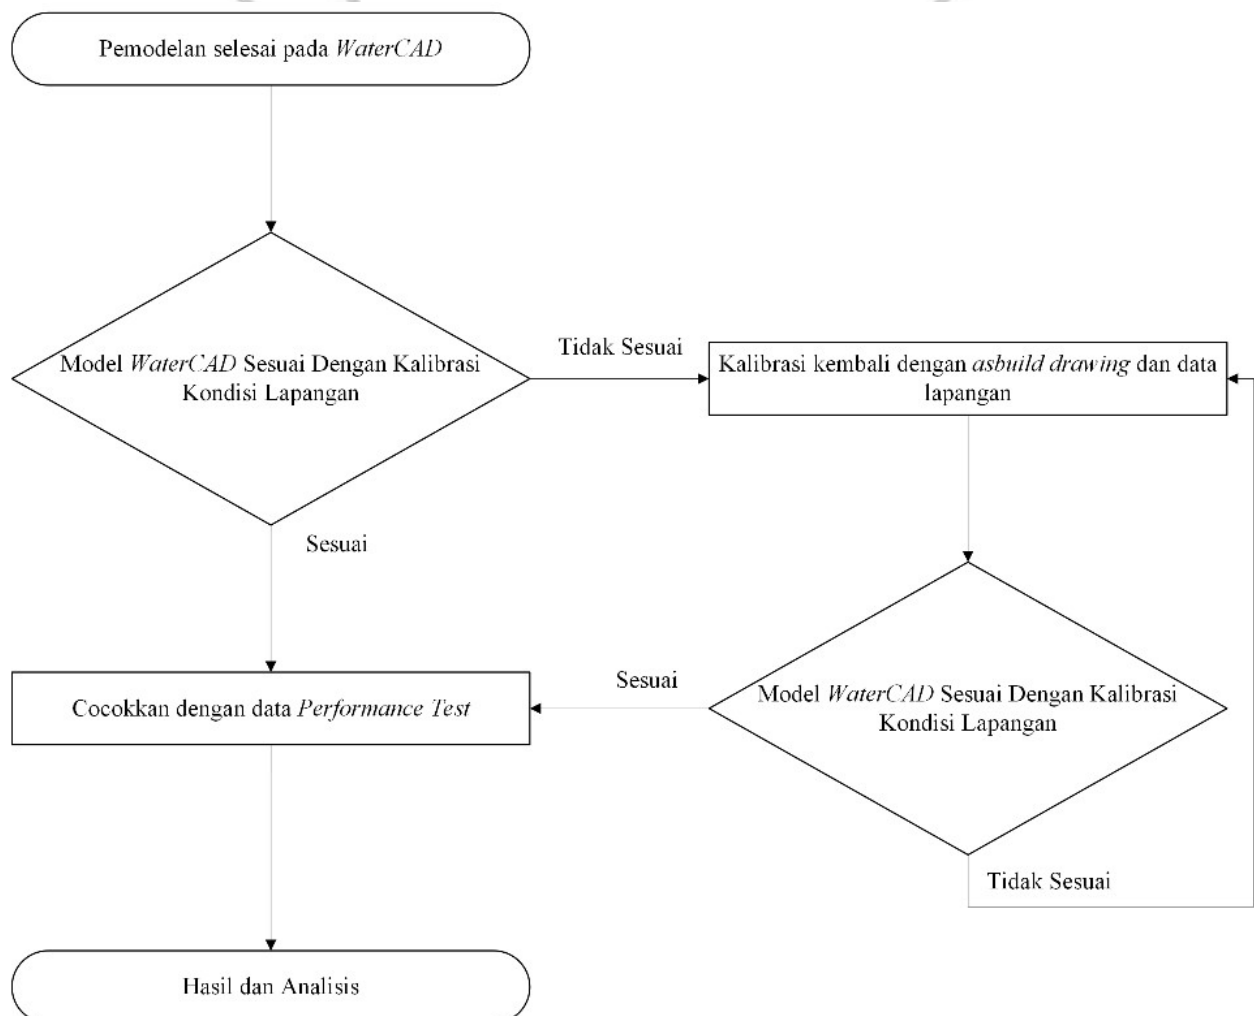 Pemodelan selesai pada WaterCAD
Model WaterCAD Sesuai Dengan Kalibrasi
Kondisi Lapangan
Tidak Sesuai
Kalibrasi kembali dengan asbuild drawing dan data
lapangan
Sesuai
Cocokkan dengan data Performance Test
Sesuai
Model WaterCAD Sesuai Dengan Kalibrasi
Kondisi Lapangan
Tidak Sesuai
Hasil dan Analisis